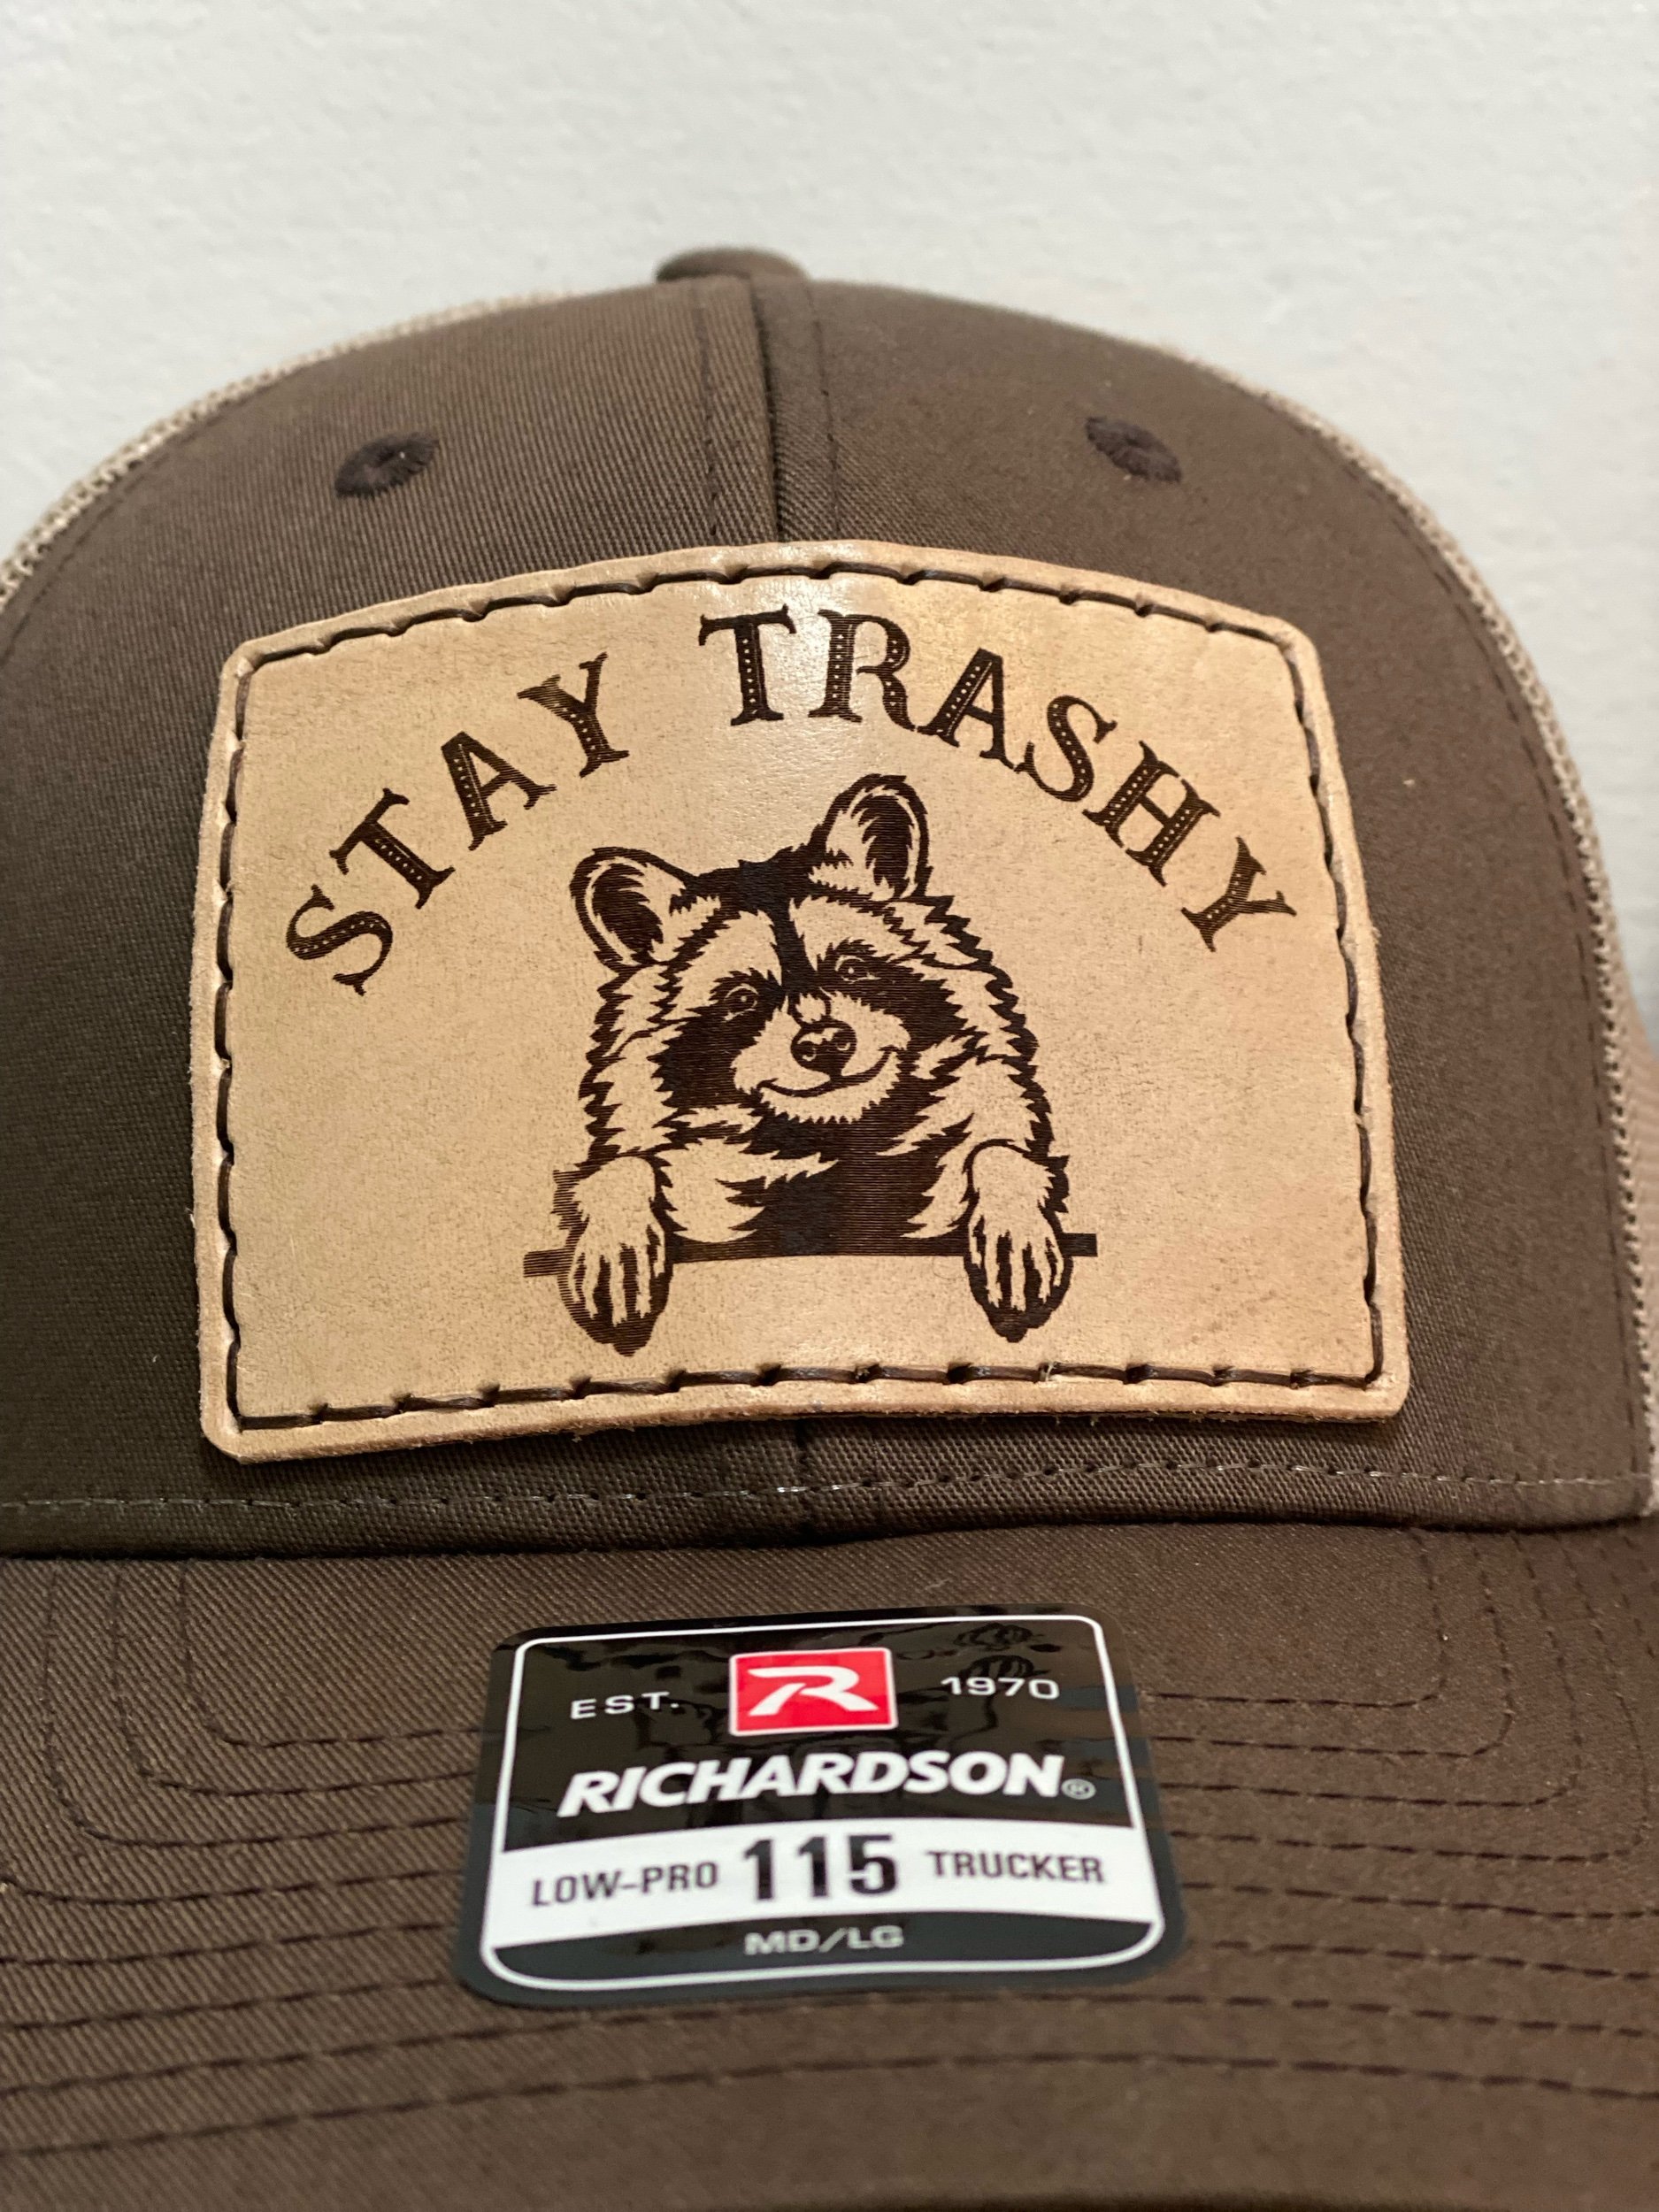 STAY TRASHY
EST. R 1970
RICHARDSON®
LOW-PRO 115 TRUCKER
MD/LG